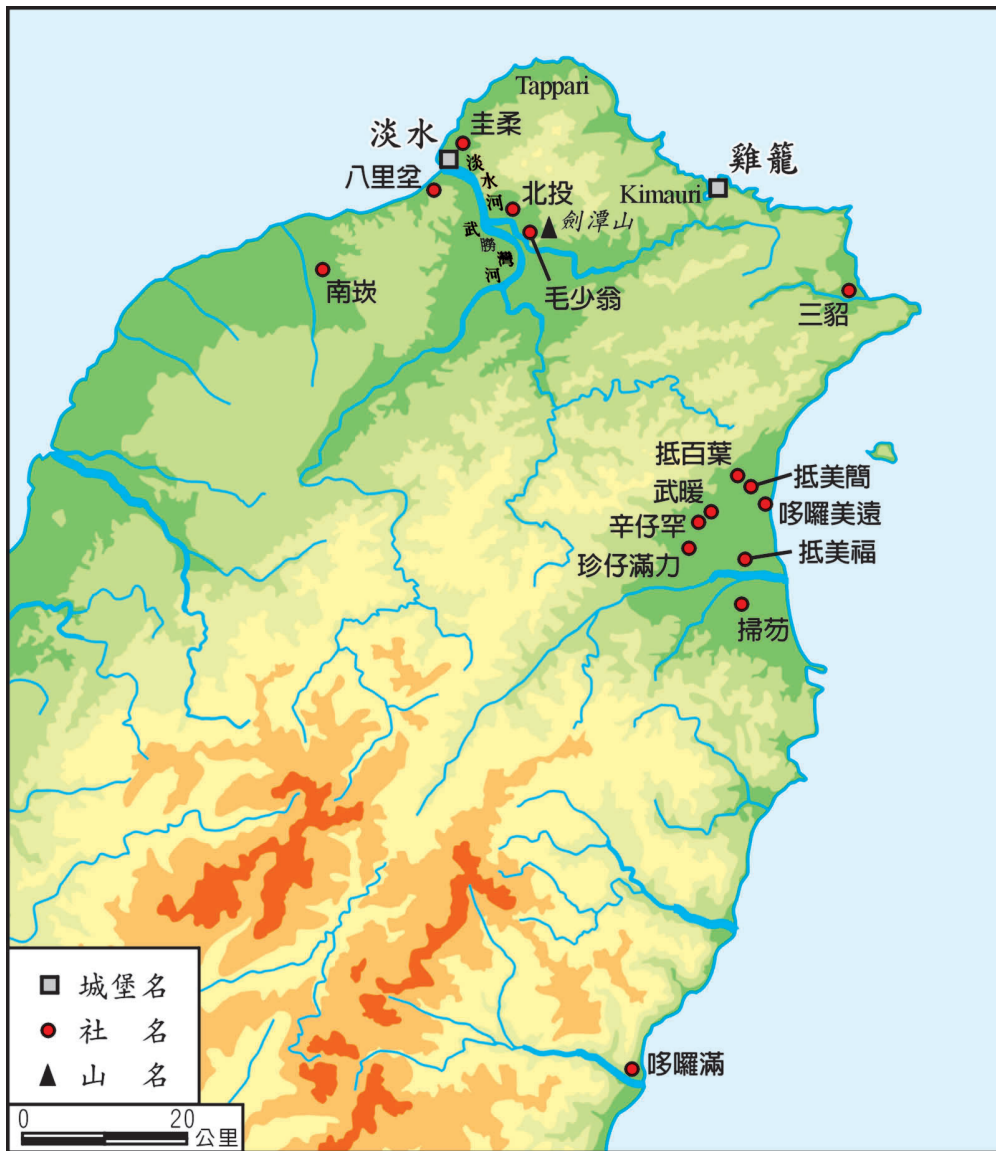 Tappari
淡水
圭柔
雞籠
淡水河
八里坌
北投
Kimauri
劍潭山
武勝灣河
南崁
毛少翁
三貂
抵百葉
抵美簡
武暖
哆囉美遠
辛仔罕
抵美福
珍仔滿力
掃芴
哆囉滿
城堡名
社 名
山 名
0 20
公里